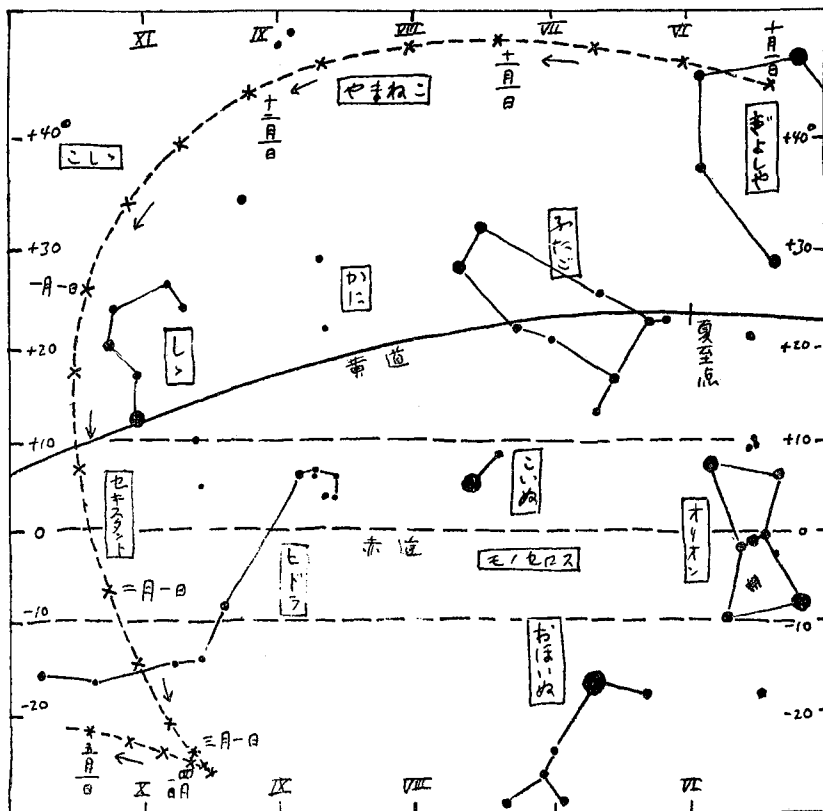 XI IX VIII VII VI
十月一日
十一月一日
やまねこ
十二月一日
+40°
+40°
こしゝ
ぎょしゃ
+30
+30
ふたご
かに
一月一日
しゝ
+20
+20
黄道
夏至点
+10
+10
セキスタント
こいぬ
オリオン
0
0
赤道
モノセロス
ヒドラ
二月一日
-10
-10
おほいぬ
-20
-20
三月一日
五月一日
四月一日
X IX VIII VI